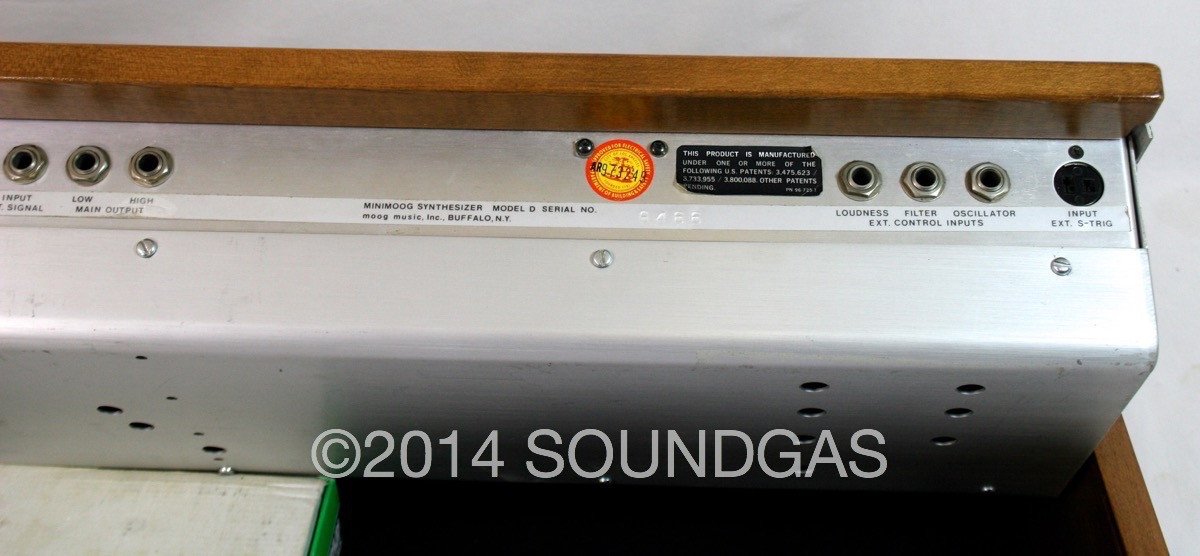 INPUT
T. SIGNAL
LOW HIGH
MAIN OUTPUT
MINIMOOG SYNTHESIZER MODEL D SERIAL NO.
moog music, Inc., BUFFALO, N.Y.
THIS PRODUCT IS MANUFACTURED
UNDER ONE OR MORE OF THE
FOLLOWING U.S. PATENTS: 3,475,623 /
3,733,955 / 3,800,088. OTHER PATENTS
PENDING.
LOUDNESS FILTER OSCILLATOR
EXT. CONTROL INPUTS
INPUT
EXT. S-TRIG
©2014 SOUNDGAS